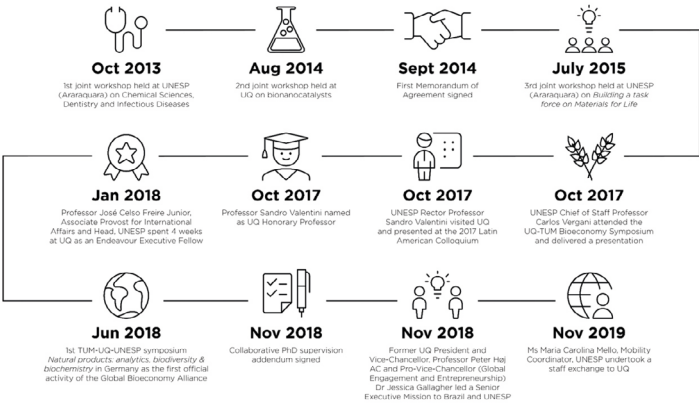 Oct 2013
1st joint workshop held at UNESP
(Araraquara) on Chemical Sciences,
Dentistry and Infectious Diseases
Aug 2014
2nd joint workshop held at
UQ on bionanocatalysts
Sept 2014
First Memorandum of
Agreement signed
July 2015
3rd joint workshop held at UNESP
(Araraquara) on Building a task
force on Materials for Life
Jan 2018
Professor José Celso Freire Junior,
Associate Provost for International
Affairs and Head, UNESP spent 4 weeks
at UQ as an Endeavour Executive Fellow
Oct 2017
Professor Sandro Valentini named
as UQ Honorary Professor
Oct 2017
UNESP Rector Professor
Sandro Valentini visited UQ
and presented at the 2017 Latin
American Colloquium
Oct 2017
UNESP Chief of Staff Professor
Carlos Vergani attended the
UQ-TUM Bioeconomy Symposium
and delivered a presentation
Jun 2018
1st TUM-UQ-UNESP symposium
Natural products: analytics, biodiversity &
biochemistry in Germany as the first official
activity of the Global Bioeconomy Alliance
Nov 2018
Collaborative PhD supervision
addendum signed
Nov 2018
Former UQ President and
Vice-Chancellor, Professor Peter Høj
AC and Pro-Vice-Chancellor (Global
Engagement and Entrepreneurship)
Dr Jessica Gallagher led a Senior
Executive Mission to Brazil and UNESP
Nov 2019
Ms Maria Carolina Mello, Mobility
Coordinator, UNESP undertook a
staff exchange to UQ